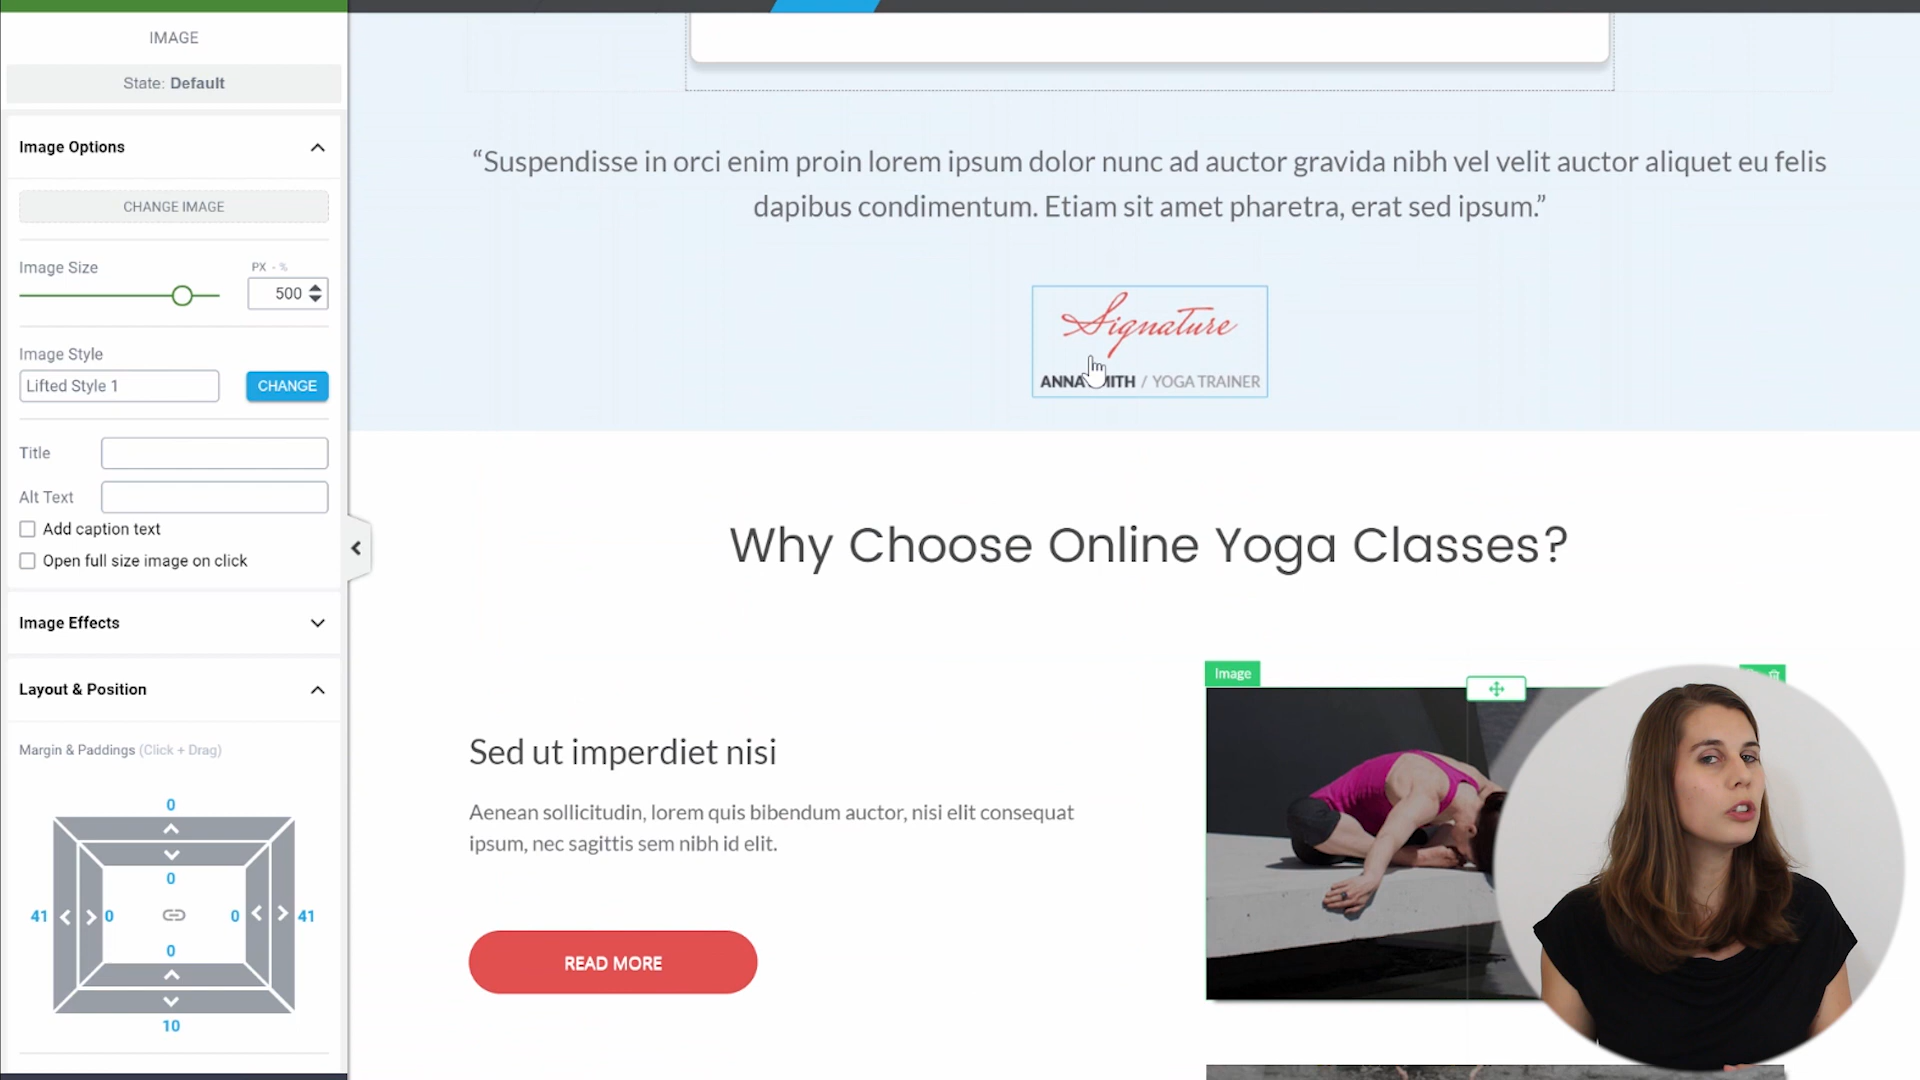 IMAGE
State: Default
Image Options
CHANGE IMAGE
Image Size
PX - %
500
Image Style
Lifted Style 1
CHANGE
Title
Alt Text
Add caption text
Open full size image on click
Image Effects
Layout & Position
Margin & Paddings (Click + Drag)
0
0
41
0
0
41
0
10
“Suspendisse in orci enim proin lorem ipsum dolor nunc ad auctor gravida nibh vel velit auctor aliquet eu felis
dapibus condimentum. Etiam sit amet pharetra, erat sed ipsum.”
Signature
ANNA SMITH / YOGA TRAINER
Why Choose Online Yoga Classes?
Image
Sed ut imperdiet nisi
Aenean sollicitudin, lorem quis bibendum auctor, nisi elit consequat
ipsum, nec sagittis sem nibh id elit.
READ MORE